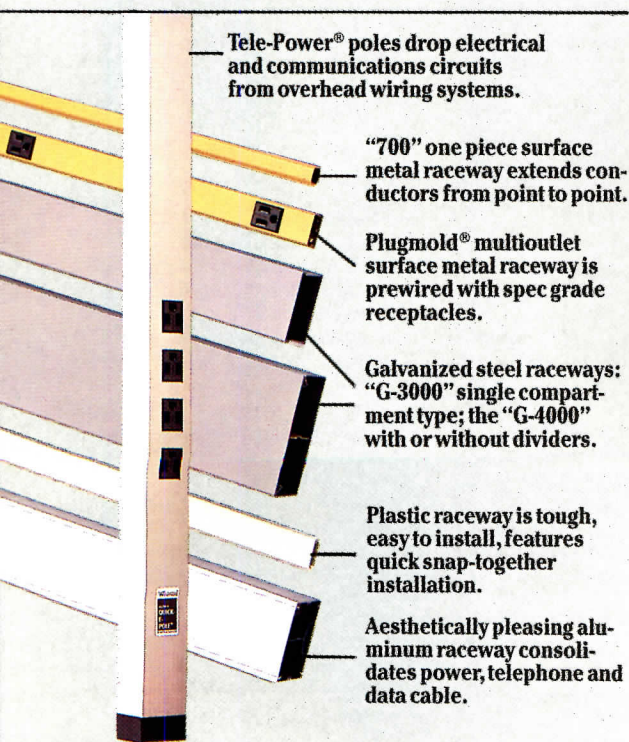 Tele-Power® poles drop electrical
and communications circuits
from overhead wiring systems.
“700” one piece surface
metal raceway extends con-
ductors from point to point.
Plugmold® multioutlet
surface metal raceway is
prewired with spec grade
receptacles.
Galvanized steel raceways:
“G-3000” single compart-
ment type; the “G-4000”
with or without dividers.
Plastic raceway is tough,
easy to install, features
quick snap-together
installation.
Aesthetically pleasing alu-
minum raceway consoli-
dates power, telephone and
data cable.
Wiremold
QUICK
E-
POLE